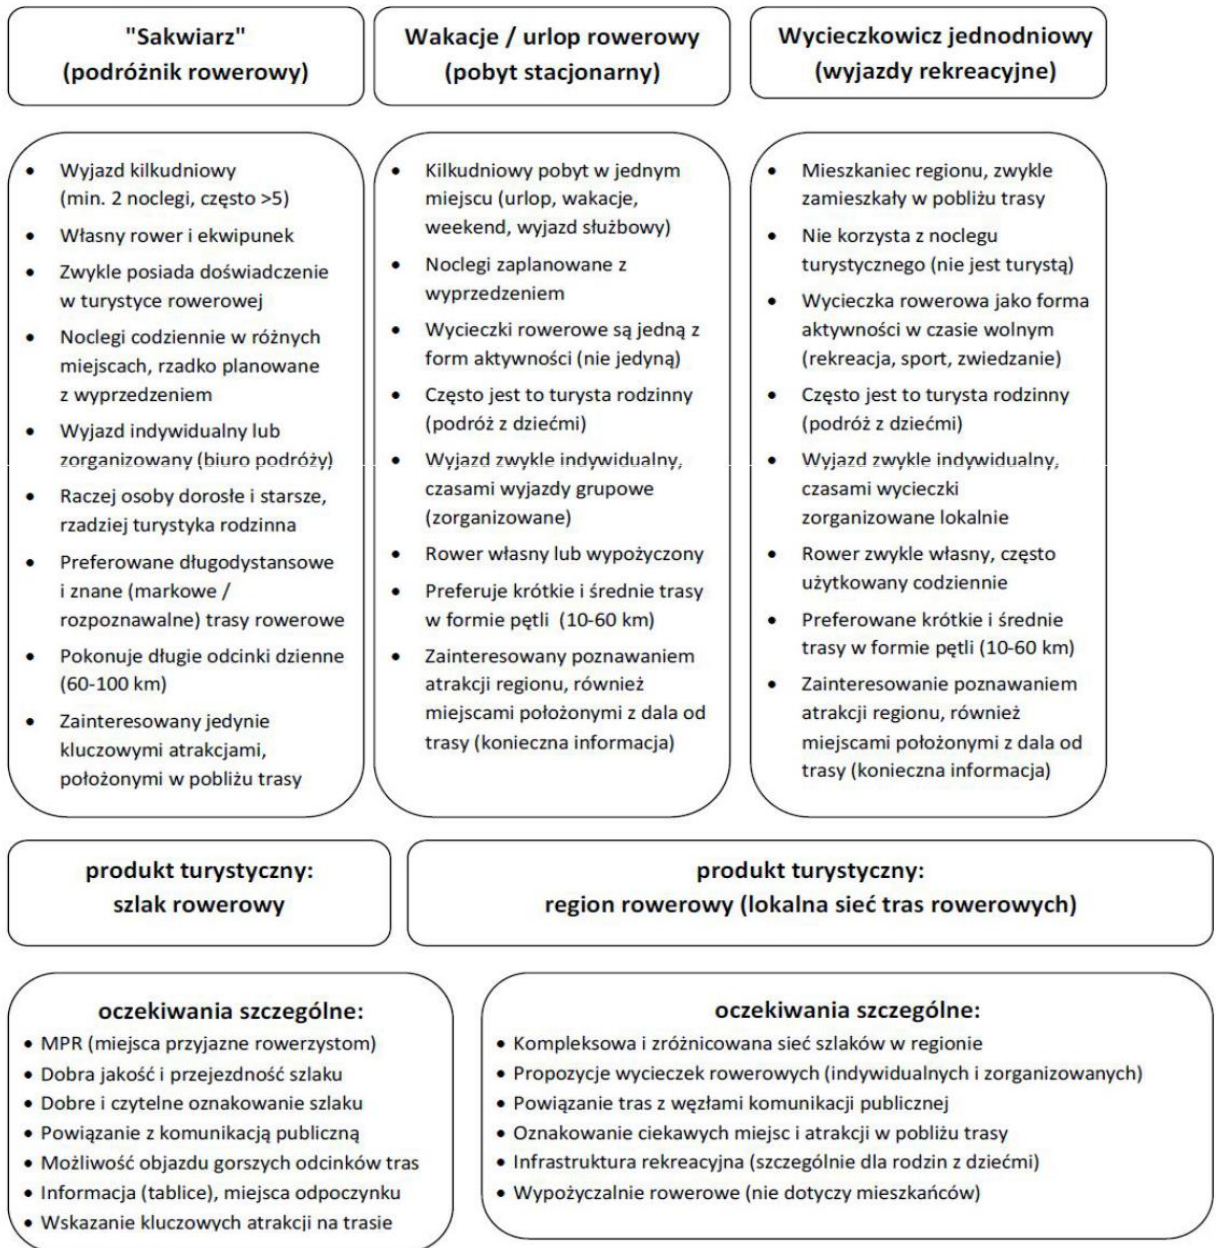 "Sakwiarz"
(podróżnik rowerowy)
Wakacje / urlop rowerowy
(pobyt stacjonarny)
Wycieczkowicz jednodniowy
(wyjazdy rekreacyjne)
• Wyjazd kilkudniowy
(min. 2 noclegi, często >5)
• Własny rower i ekwipunek
• Zwykle posiada doświadczenie
w turystyce rowerowej
• Noclegi codziennie w różnych
miejscach, rzadko planowane
z wyprzedzeniem
• Wyjazd indywidualny lub
zorganizowany (biuro podróży)
• Raczej osoby dorosłe i starsze,
rzadziej turystyka rodzinna
• Preferowane długodystansowe
i znane (markowe /
rozpoznawalne) trasy rowerowe
• Pokonuje długie odcinki dzienne
(60-100 km)
• Zainteresowany jedynie
kluczowymi atrakcjami,
położonymi w pobliżu trasy
• Kilkudniowy pobyt w jednym
miejscu (urlop, wakacje,
weekend, wyjazd służbowy)
• Noclegi zaplanowane z
wyprzedzeniem
• Wycieczki rowerowe są jedną z
form aktywności (nie jedyną)
• Często jest to turysta rodzinny
(podróż z dziećmi)
• Wyjazd zwykle indywidualny,
czasami wyjazdy grupowe
(zorganizowane)
• Rower własny lub wypożyczony
• Preferuje krótkie i średnie trasy
w formie pętli (10-60 km)
• Zainteresowany poznawaniem
atrakcji regionu, również
miejscami położonymi z dala od
trasy (konieczna informacja)
• Mieszkaniec regionu, zwykle
zamieszkały w pobliżu trasy
• Nie korzysta z noclegu
turystycznego (nie jest turystą)
• Wycieczka rowerowa jako forma
aktywności w czasie wolnym
(rekreacja, sport, zwiedzanie)
• Często jest to turysta rodzinny
(podróż z dziećmi)
• Wyjazd zwykle indywidualny,
czasami wycieczki
zorganizowane lokalnie
• Rower zwykle własny, często
użytkowany codziennie
• Preferowane krótkie i średnie
trasy w formie pętli (10-60 km)
• Zainteresowanie poznawaniem
atrakcji regionu, również
miejscami położonymi z dala od
trasy (konieczna informacja)
produkt turystyczny:
szlak rowerowy
produkt turystyczny:
region rowerowy (lokalna sieć tras rowerowych)
oczekiwania szczególne:
• MPR (miejsca przyjazne rowerzystom)
• Dobra jakość i przejezdność szlaku
• Dobre i czytelne oznakowanie szlaku
• Powiązanie z komunikacją publiczną
• Możliwość objazdu gorszych odcinków tras
• Informacja (tablice), miejsca odpoczynku
• Wskazanie kluczowych atrakcji na trasie
oczekiwania szczególne:
• Kompleksowa i zróżnicowana sieć szlaków w regionie
• Propozycje wycieczek rowerowych (indywidualnych i zorganizowanych)
• Powiązanie tras z węzłami komunikacji publicznej
• Oznakowanie ciekawych miejsc i atrakcji w pobliżu trasy
• Infrastruktura rekreacyjna (szczególnie dla rodzin z dziećmi)
• Wypożyczalnie rowerowe (nie dotyczy mieszkańców)